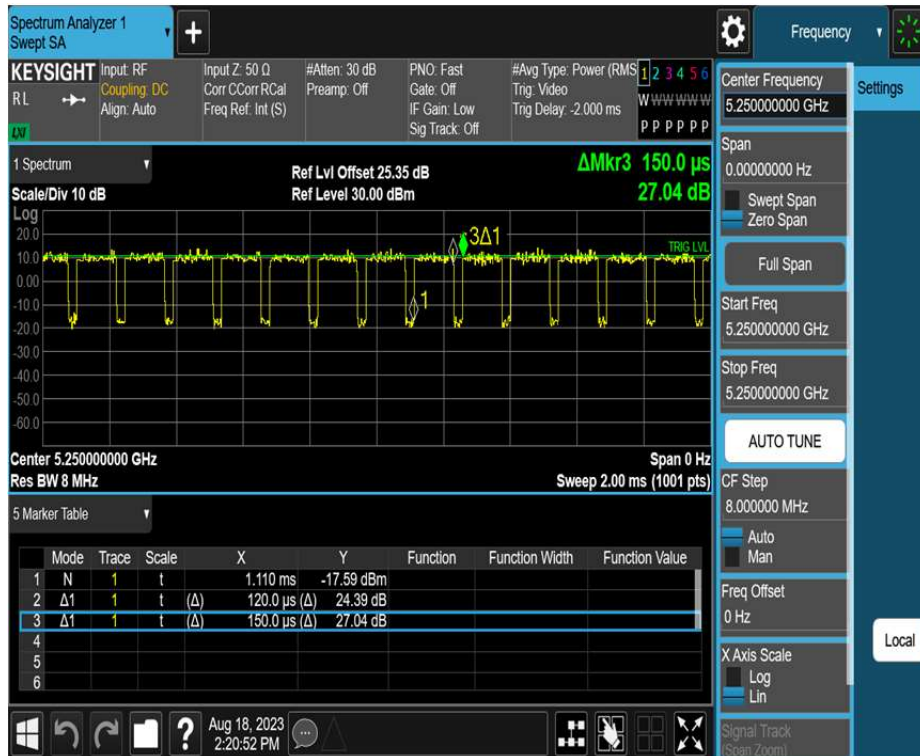 Spectrum Analyzer 1
Swept SA
+
Frequency
KEYSIGHT
RL
LXI
Input: RF
Coupling: DC
Align: Auto
Input Z: 50 Ω
Corr CCorr RCal
Freq Ref: Int (S)
#Atten: 30 dB
Preamp: Off
PNO: Fast
Gate: Off
IF Gain: Low
Sig Track: Off
#Avg Type: Power (RMS
Trig: Video
Trig Delay: -2.000 ms
1 2 3 4 5 6
W W W W W W
P P P P P P
1 Spectrum
Scale/Div 10 dB
Log
Ref Lvl Offset 25.35 dB
Ref Level 30.00 dBm
ΔMkr3 150.0 µs
27.04 dB
20.0
10.0
0.00
-10.0
-20.0
-30.0
-40.0
-50.0
-60.0
3Δ1
TRIG LVL
1
Center 5.250000000 GHz
Res BW 8 MHz
Span 0 Hz
Sweep 2.00 ms (1001 pts)
5 Marker Table
Mode Trace Scale X Y Function Function Width Function Value
1 N 1 t 1.110 ms -17.59 dBm
2 Δ1 1 t (Δ) 120.0 µs (Δ) 24.39 dB
3 Δ1 1 t (Δ) 150.0 µs (Δ) 27.04 dB
4
5
6
Aug 18, 2023
2:20:52 PM
?
Center Frequency
5.250000000 GHz
Settings
Span
0.00000000 Hz
Swept Span
Zero Span
Full Span
Start Freq
5.250000000 GHz
Stop Freq
5.250000000 GHz
AUTO TUNE
CF Step
8.000000 MHz
Auto
Man
Freq Offset
0 Hz
X Axis Scale
Log
Lin
Local
Signal Track
(Span Zoom)